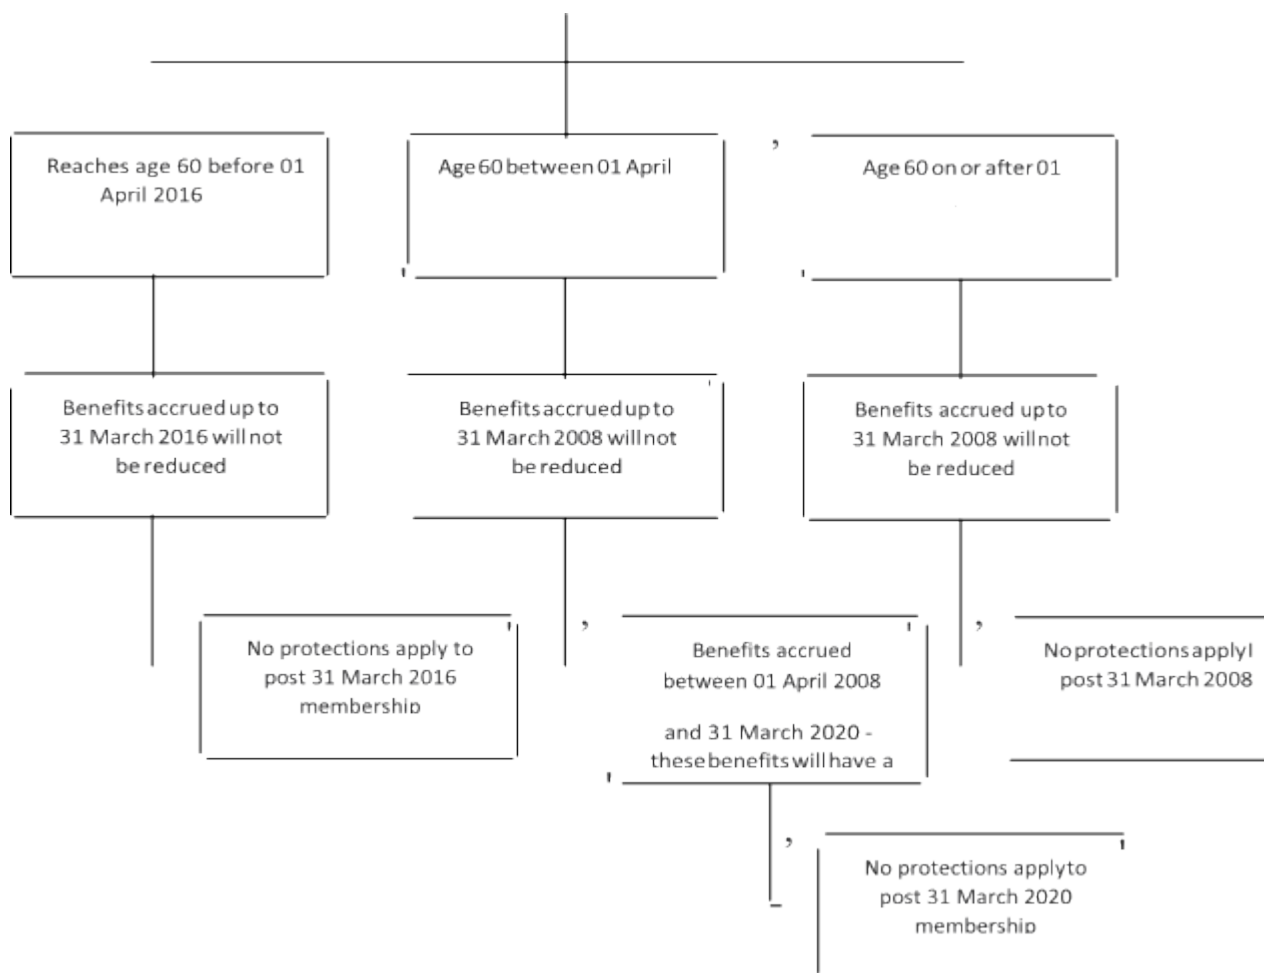 Reaches age 60 before 01
April 2016
Age 60 between 01 April
Age 60 on or after 01
Benefits accrued up to
31 March 2016 will not
be reduced
Benefits accrued up to
31 March 2008 will not
be reduced
Benefits accrued up to
31 March 2008 will not
be reduced
No protections apply to
post 31 March 2016
membership
Benefits accrued
between 01 April 2008
and 31 March 2020 -
these benefits will have a
No protections apply
post 31 March 2008
No protections apply to
post 31 March 2020
membership